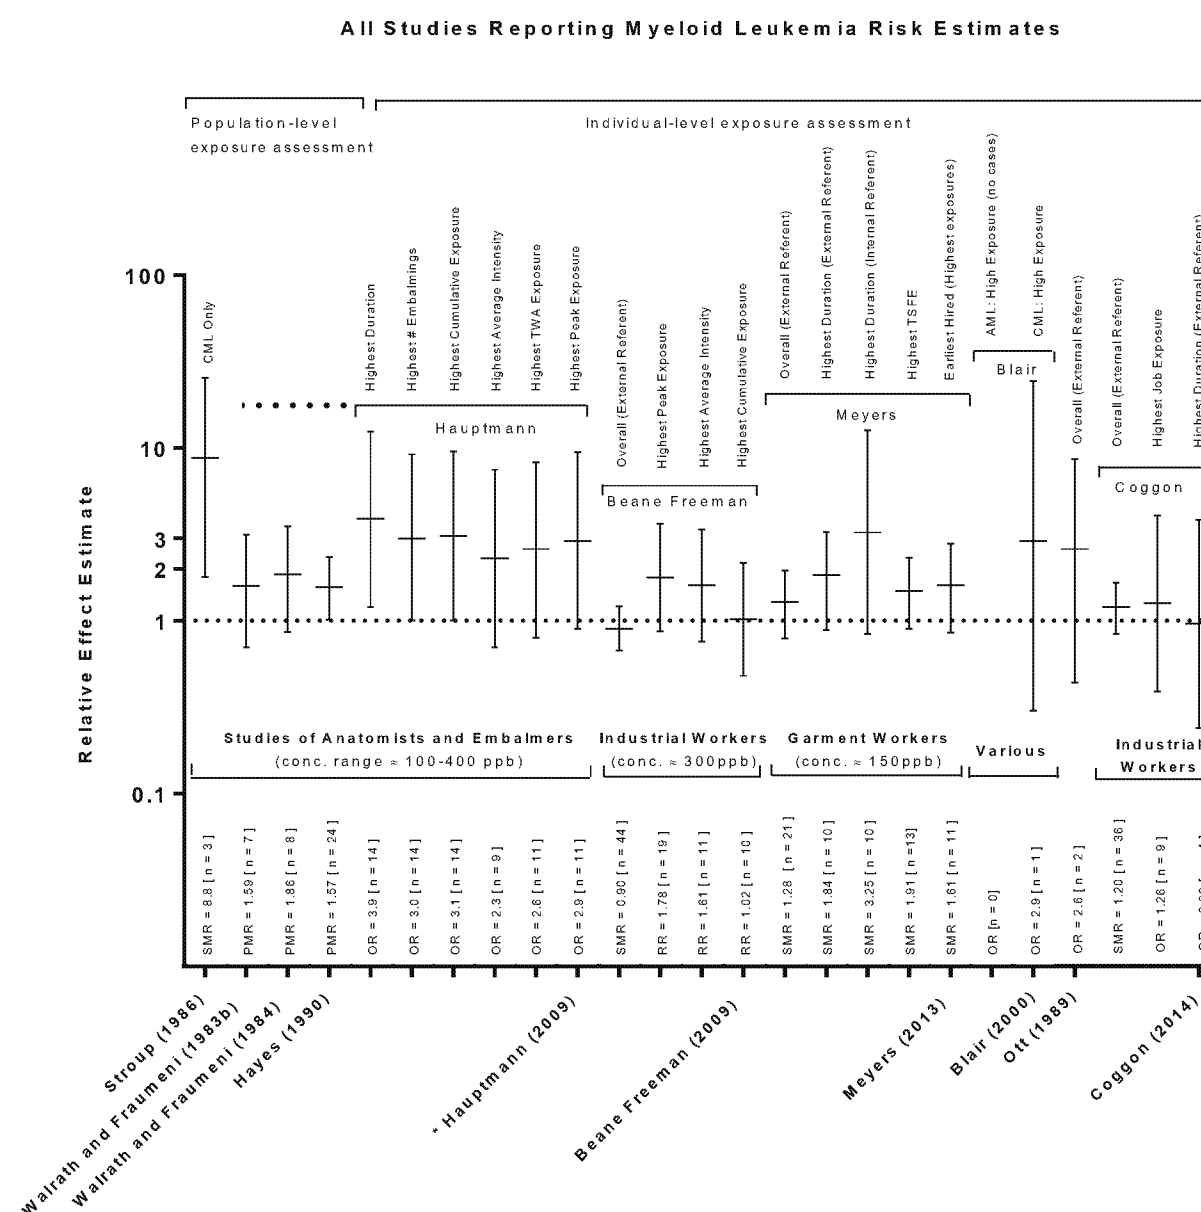 All Studies Reporting Myeloid Leukemia Risk Estimates
Population-level
exposure assessment
Individual-level exposure assessment
CML Only
Highest Duration
Highest # Embalmings
Highest Cumulative Exposure
Highest Average Intensity
Highest TWA Exposure
Highest Peak Exposure
Overall (External Referent)
Highest Peak Exposure
Highest Average Intensity
Highest Cumulative Exposure
Overall (External Referent)
Highest Duration (External Referent)
Highest Duration (Internal Referent)
Highest TSFE
Earliest Hired (Highest exposures)
AML: High Exposure (no cases)
CML: High Exposure
Overall (External Referent)
Overall (External Referent)
Highest Job Exposure
Highest Duration (External Referent)
Hauptmann
Beane Freeman
Meyers
Blair
Coggon
Relative Effect Estimate
100
10
3
2
1
0.1
Studies of Anatomists and Embalmers
(conc. range ≈ 100-400 ppb)
Industrial Workers
(conc. ≈ 300ppb)
Garment Workers
(conc. ≈ 150ppb)
Various
Industrial
Workers
SMR = 8.8 [ n = 3 ]
PMR = 1.59 [ n = 7 ]
PMR = 1.86 [ n = 8 ]
PMR = 1.57 [ n = 24 ]
OR = 3.9 [ n = 14 ]
OR = 3.0 [ n = 14 ]
OR = 3.1 [ n = 14 ]
OR = 2.3 [ n = 9 ]
OR = 2.6 [ n = 11 ]
OR = 2.9 [ n = 11 ]
SMR = 0.90 [ n = 44 ]
RR = 1.78 [ n = 19 ]
RR = 1.61 [ n = 11 ]
RR = 1.02 [ n = 10 ]
SMR = 1.28 [ n = 21 ]
SMR = 1.84 [ n = 10 ]
SMR = 3.25 [ n = 10 ]
SMR = 1.91 [ n =13]
SMR = 1.61 [ n = 11 ]
OR [n = 0]
OR = 2.9 [ n = 1 ]
OR = 2.6 [ n = 2 ]
SMR = 1.20 [ n = 36 ]
OR = 1.26 [ n = 9 ]
Stroup (1986)
Walrath and Fraumeni (1983b)
Walrath and Fraumeni (1984)
Hayes (1990)
* Hauptmann (2009)
Beane Freeman (2009)
Meyers (2013)
Blair (2000)
Ott (1989)
Coggon (2014)